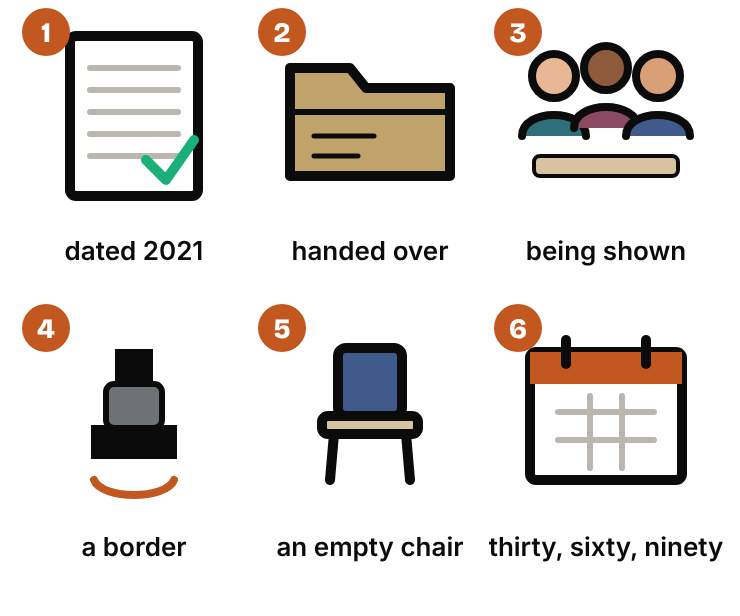 1
2
3
dated 2021
handed over
being shown
4
5
6
a border
an empty chair
thirty, sixty, ninety